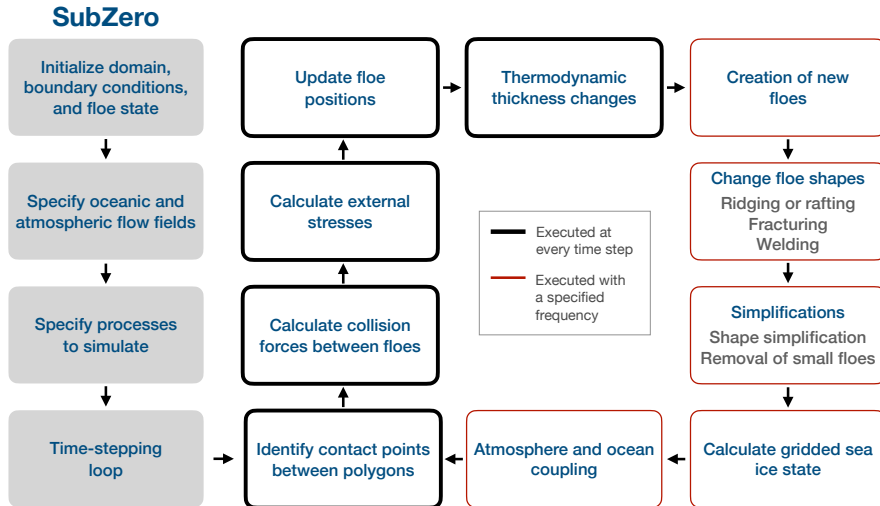 SubZero
Initialize domain,
boundary conditions,
and floe state
Specify oceanic and
atmospheric flow fields
Specify processes
to simulate
Time-stepping
loop
Identify contact points
between polygons
Calculate collision
forces between floes
Calculate external
stresses
Update floe
positions
Thermodynamic
thickness changes
Creation of new
floes
Change floe shapes
Ridging or rafting
Fracturing
Welding
Simplifications
Shape simplification
Removal of small floes
Calculate gridded sea
ice state
Atmosphere and ocean
coupling
Executed at
every time step
Executed with
a specified
frequency